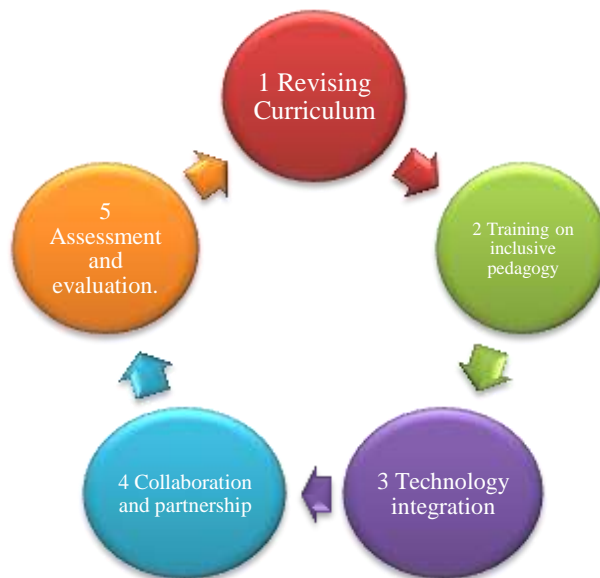 1 Revising
Curriculum
2 Training on
inclusive
pedagogy
3 Technology
integration
4 Collaboration
and partnership
5
Assessment
and
evaluation.